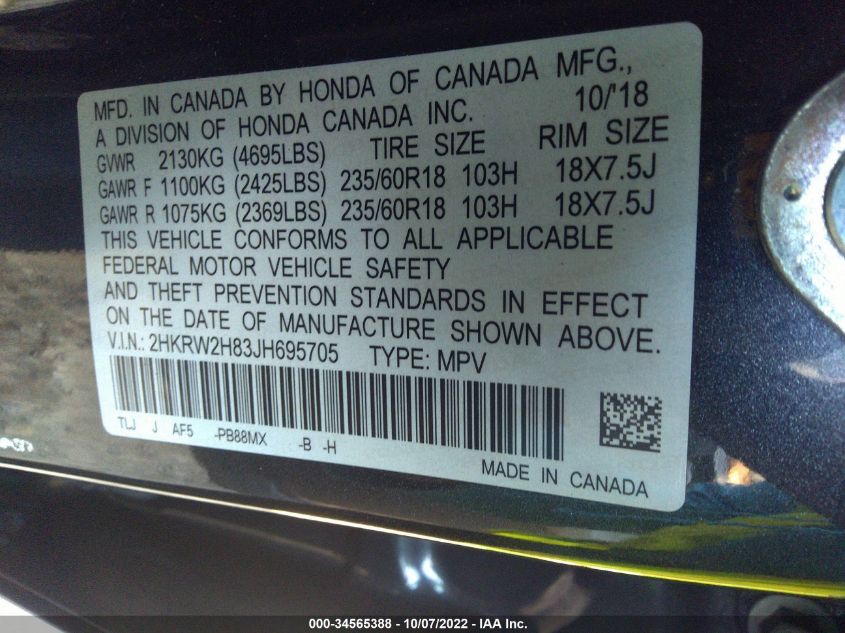 MFD. IN CANADA BY HONDA OF CANADA MFG.,
A DIVISION OF HONDA CANADA INC. 10/'18
GVWR 2130KG (4695LBS) TIRE SIZE RIM SIZE
GAWR F 1100KG (2425LBS) 235/60R18 103H 18X7.5J
GAWR R 1075KG (2369LBS) 235/60R18 103H 18X7.5J
THIS VEHICLE CONFORMS TO ALL APPLICABLE
FEDERAL MOTOR VEHICLE SAFETY
AND THEFT PREVENTION STANDARDS IN EFFECT
ON THE DATE OF MANUFACTURE SHOWN ABOVE.
V.I.N.: 2HKRW2H83JH695705 TYPE: MPV
TLJ J AF5 -PB88MX -B -H
MADE IN CANADA
000-34565388 - 10/07/2022 - IAA Inc.